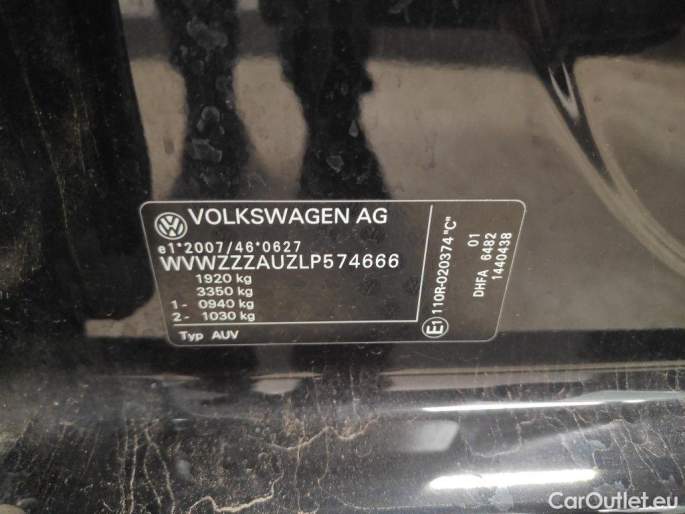 VOLKSWAGEN AG
e1*2007/46*0627
WVWZZZAUZLP574666
1920 kg
3350 kg
1- 0940 kg
2- 1030 kg
Typ AUV
E1 110R-020374 "C"
01
DHFA 6482
1440438
CarOutlet.eu